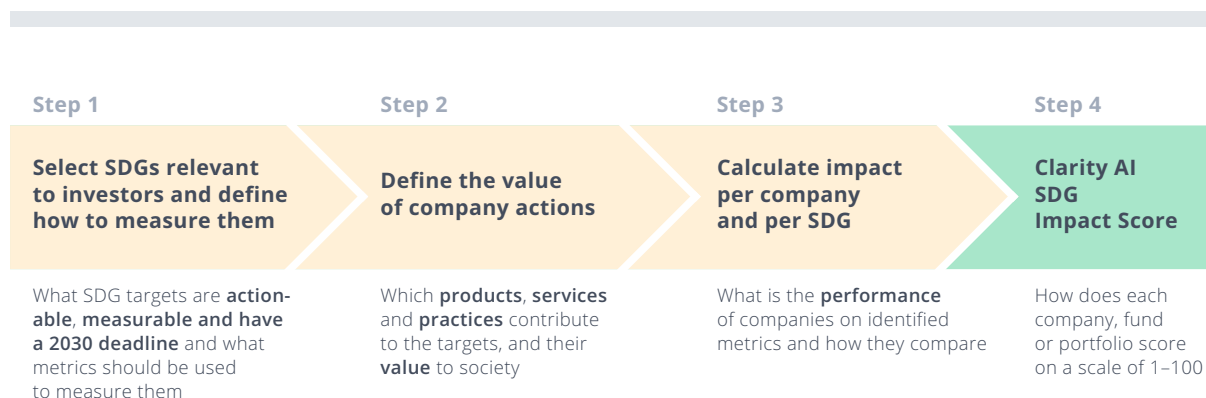 Step 1
Select SDGs relevant
to investors and define
how to measure them
What SDG targets are action-
able, measurable and have
a 2030 deadline and what
metrics should be used
to measure them
Step 2
Define the value
of company actions
Which products, services
and practices contribute
to the targets, and their
value to society
Step 3
Calculate impact
per company
and per SDG
What is the performance
of companies on identified
metrics and how they compare
Step 4
Clarity AI
SDG
Impact Score
How does each
company, fund
or portfolio score
on a scale of 1–100